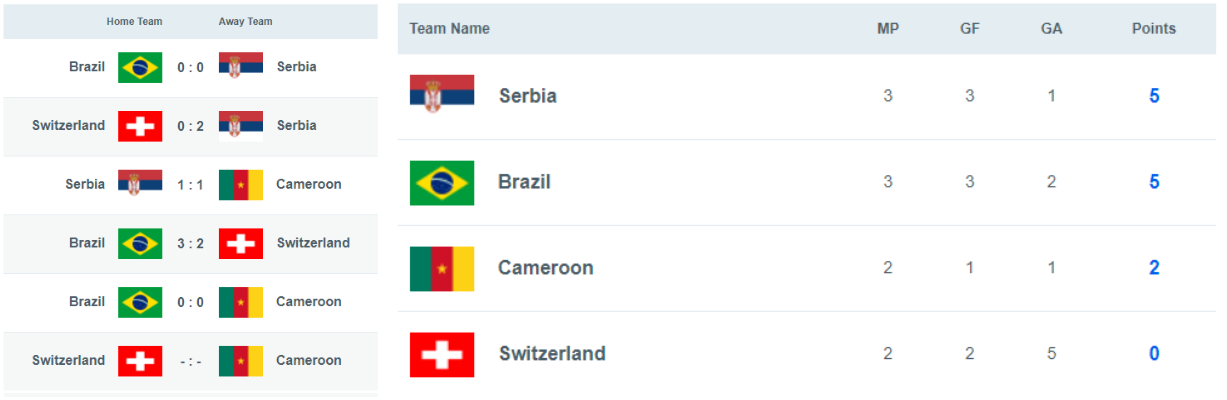 Home Team Away Team
Brazil 0 : 0 Serbia
Switzerland 0 : 2 Serbia
Serbia 1 : 1 Cameroon
Brazil 3 : 2 Switzerland
Brazil 0 : 0 Cameroon
Switzerland - : - Cameroon
Team Name MP GF GA Points
Serbia 3 3 1 5
Brazil 3 3 2 5
Cameroon 2 1 1 2
Switzerland 2 2 5 0